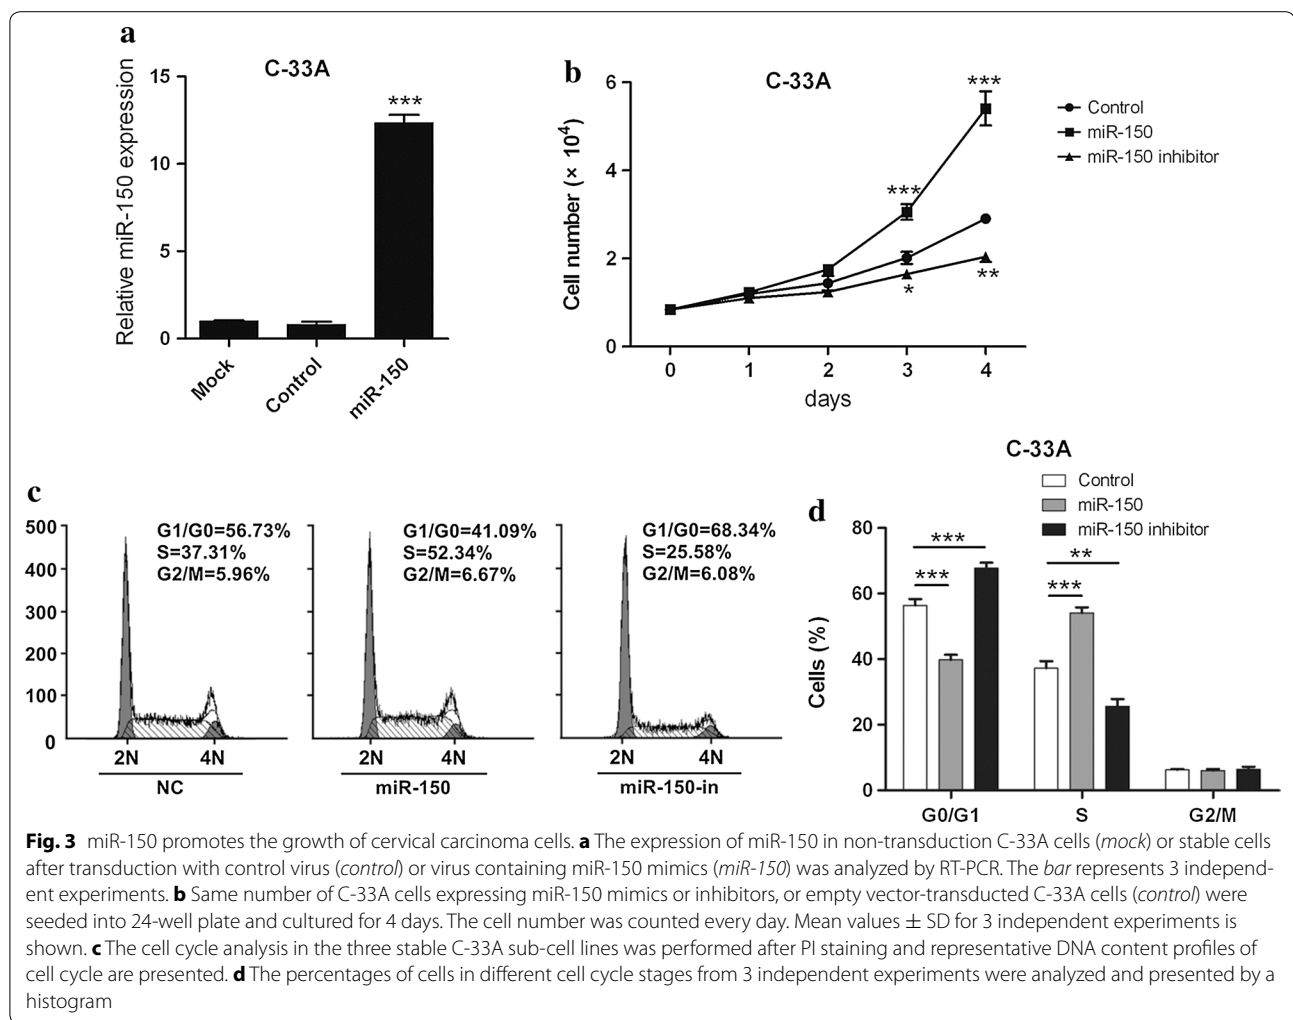 a
C-33A
Relative miR-150 expression
15
10
5
0
***
Mock
Control
miR-150
b
C-33A
Cell number (× 10⁴)
6
4
2
0
***
***
*
**
0 1 2 3 4
days
Control
miR-150
miR-150 inhibitor
c
500
400
300
200
100
0
G1/G0=56.73%
S=37.31%
G2/M=5.96%
2N 4N
NC
G1/G0=41.09%
S=52.34%
G2/M=6.67%
2N 4N
miR-150
G1/G0=68.34%
S=25.58%
G2/M=6.08%
2N 4N
miR-150-in
d
C-33A
Control
miR-150
miR-150 inhibitor
Cells (%)
80
60
40
20
0
***
***
**
***
G0/G1 S G2/M
Fig. 3 miR-150 promotes the growth of cervical carcinoma cells. a The expression of miR-150 in non-transduction C-33A cells (mock) or stable cells
after transduction with control virus (control) or virus containing miR-150 mimics (miR-150) was analyzed by RT-PCR. The bar represents 3 independ-
ent experiments. b Same number of C-33A cells expressing miR-150 mimics or inhibitors, or empty vector-transducted C-33A cells (control) were
seeded into 24-well plate and cultured for 4 days. The cell number was counted every day. Mean values ± SD for 3 independent experiments is
shown. c The cell cycle analysis in the three stable C-33A sub-cell lines was performed after PI staining and representative DNA content profiles of
cell cycle are presented. d The percentages of cells in different cell cycle stages from 3 independent experiments were analyzed and presented by a
histogram